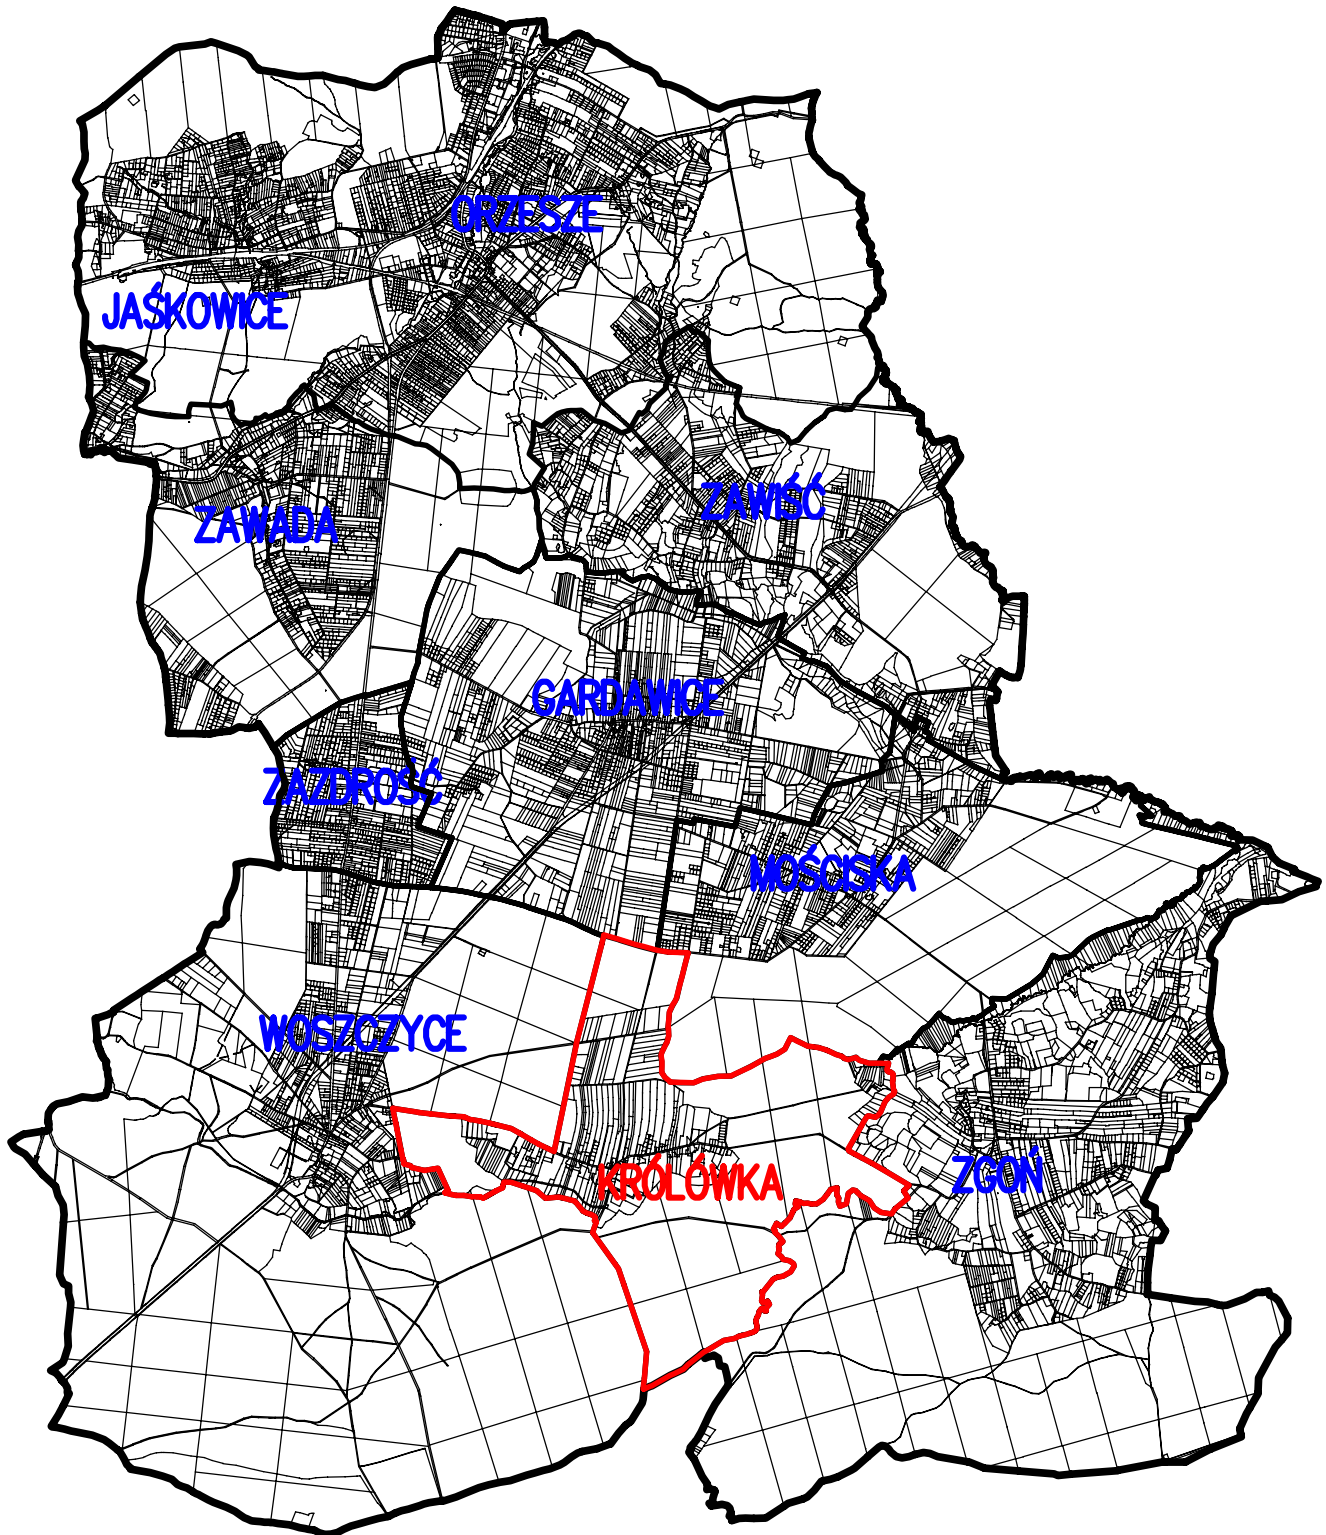 ORZESZE
JAŚKOWICE
ZAWIŚĆ
ZAWADA
GARDAWICE
ZAZDROŚĆ
MOŚCISKA
WOSZCZYCE
KRÓLÓWKA
ZGOŃ